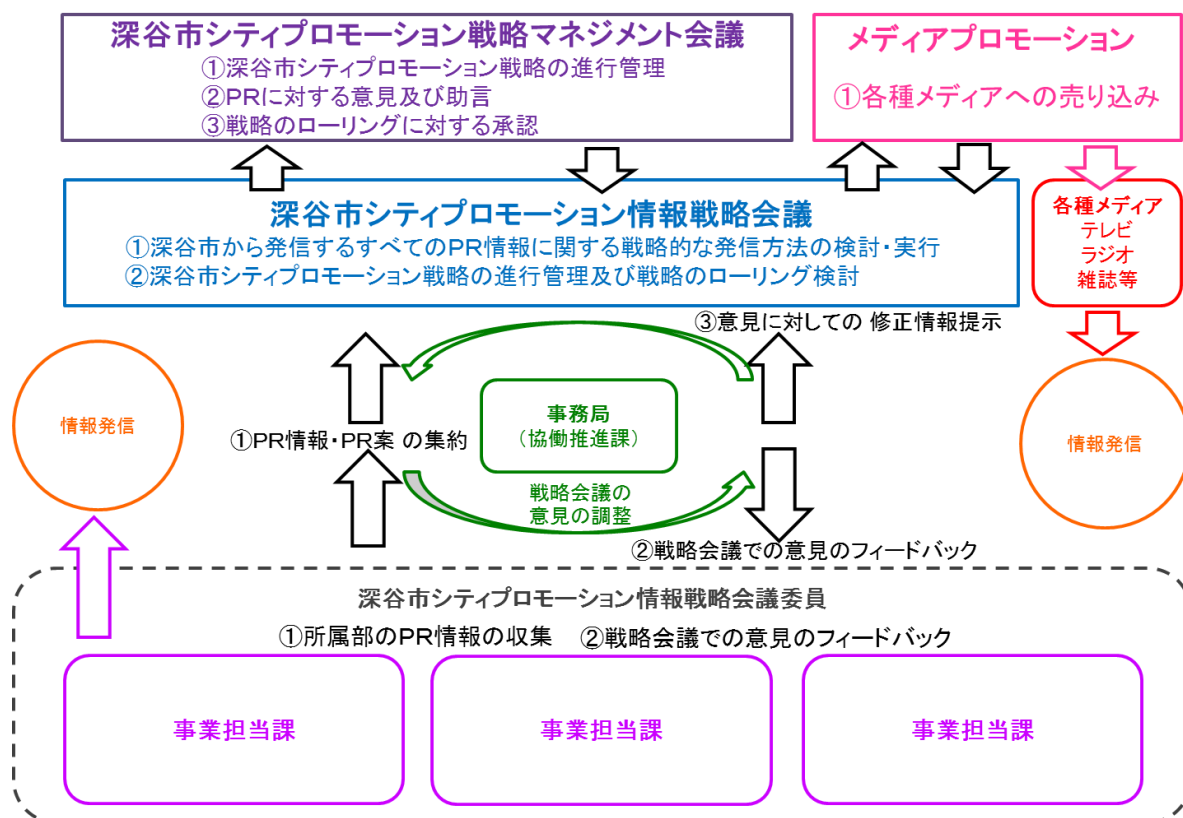 深谷市シティプロモーション戦略マネジメント会議
①深谷市シティプロモーション戦略の進行管理
②PRに対する意見及び助言
③戦略のローリングに対する承認
メディアプロモーション
①各種メディアへの売り込み
深谷市シティプロモーション情報戦略会議
①深谷市から発信するすべてのPR情報に関する戦略的な発信方法の検討・実行
②深谷市シティプロモーション戦略の進行管理及び戦略のローリング検討
各種メディア
テレビ
ラジオ
雑誌等
③意見に対しての 修正情報提示
情報発信
①PR情報・PR案 の集約
事務局
(協働推進課)
戦略会議の
意見の調整
情報発信
②戦略会議での意見のフィードバック
深谷市シティプロモーション情報戦略会議委員
①所属部のPR情報の収集 ②戦略会議での意見のフィードバック
事業担当課
事業担当課
事業担当課